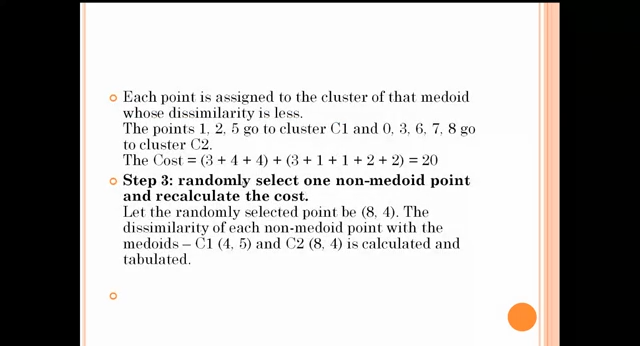 Each point is assigned to the cluster of that medoid
whose dissimilarity is less.
The points 1, 2, 5 go to cluster C1 and 0, 3, 6, 7, 8 go
to cluster C2.
The Cost = (3 + 4 + 4) + (3 + 1 + 1 + 2 + 2) = 20
Step 3: randomly select one non-medoid point
and recalculate the cost.
Let the randomly selected point be (8, 4). The
dissimilarity of each non-medoid point with the
medoids – C1 (4, 5) and C2 (8, 4) is calculated and
tabulated.